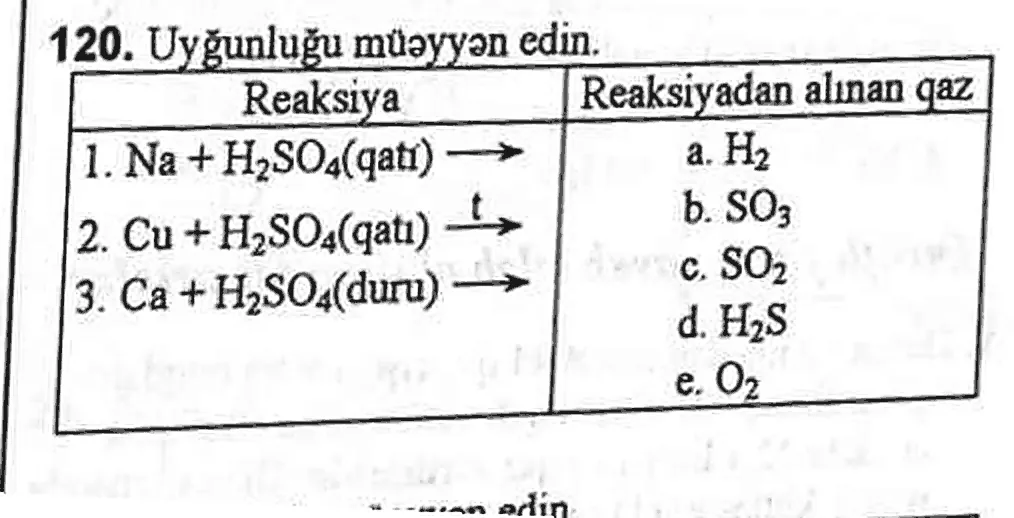 120. Uyğunluğu müəyyən edin.
Reaksiya
Reaksiyadan alınan qaz
1. Na + H₂SO₄(qatı) ⟶
2. Cu + H₂SO₄(qatı) ⟶ t
3. Ca + H₂SO₄(duru) ⟶
a. H₂
b. SO₃
c. SO₂
d. H₂S
e. O₂
edin